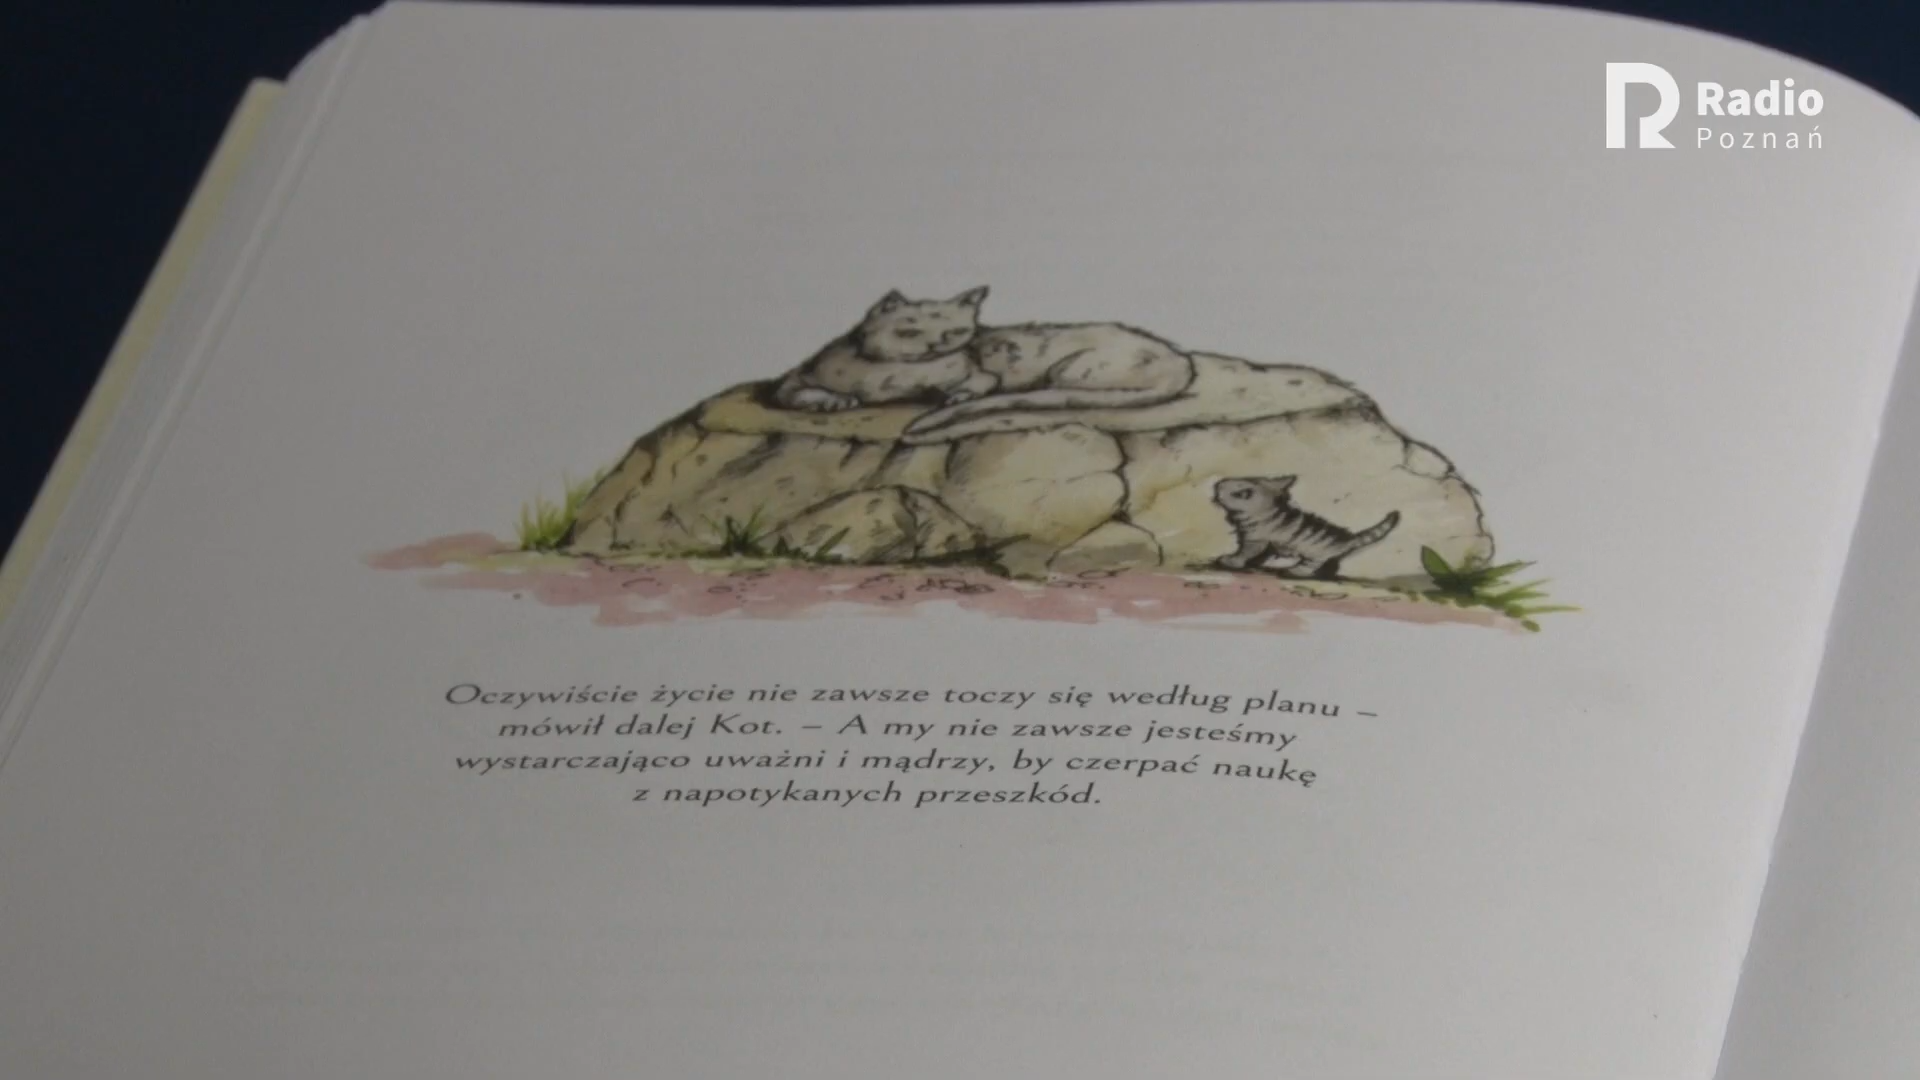 Radio
Poznań
Oczywiście życie nie zawsze toczy się według planu –
mówił dalej Kot. – A my nie zawsze jesteśmy
wystarczająco uważni i mądrzy, by czerpać naukę
z napotykanych przeszkód.